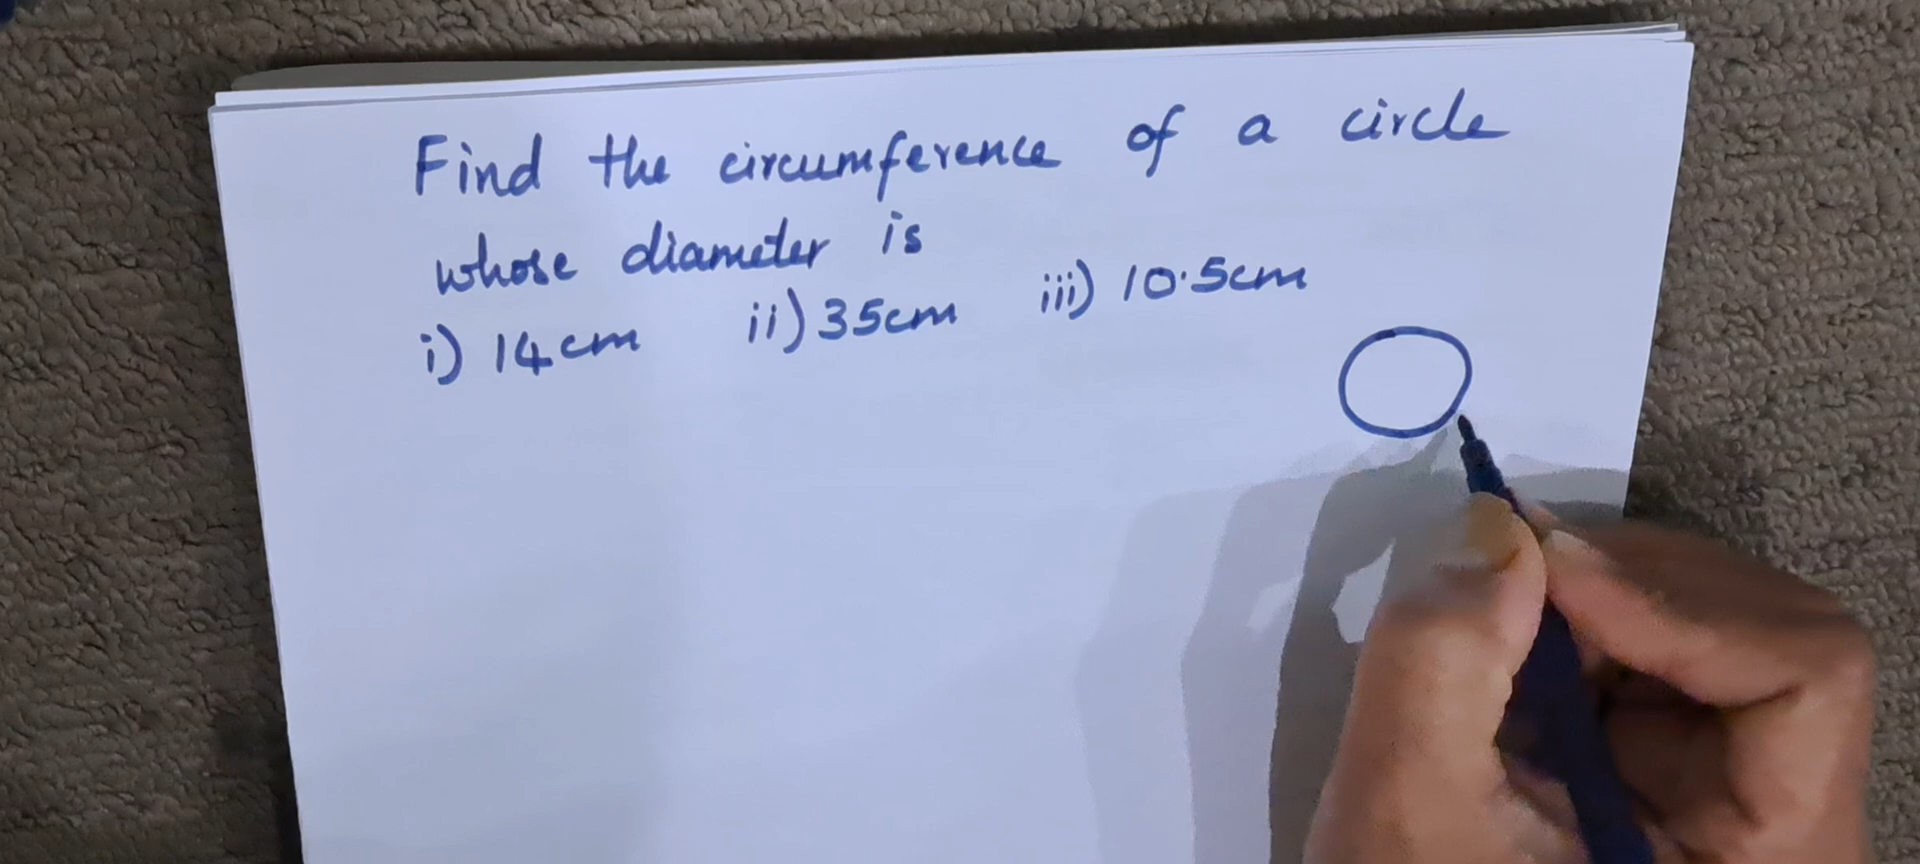 Find the circumference of a circle
whose diameter is
i) 14cm ii) 35cm iii) 10.5cm